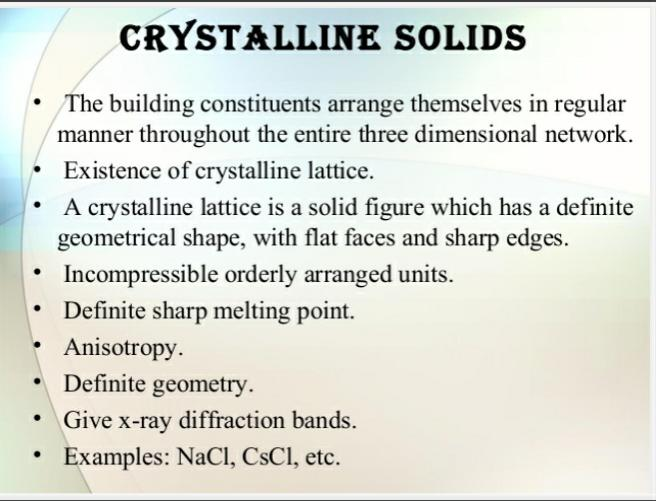 CRYSTALLINE SOLIDS
• The building constituents arrange themselves in regular
manner throughout the entire three dimensional network.
• Existence of crystalline lattice.
• A crystalline lattice is a solid figure which has a definite
geometrical shape, with flat faces and sharp edges.
• Incompressible orderly arranged units.
• Definite sharp melting point.
• Anisotropy.
• Definite geometry.
• Give x-ray diffraction bands.
• Examples: NaCl, CsCl, etc.